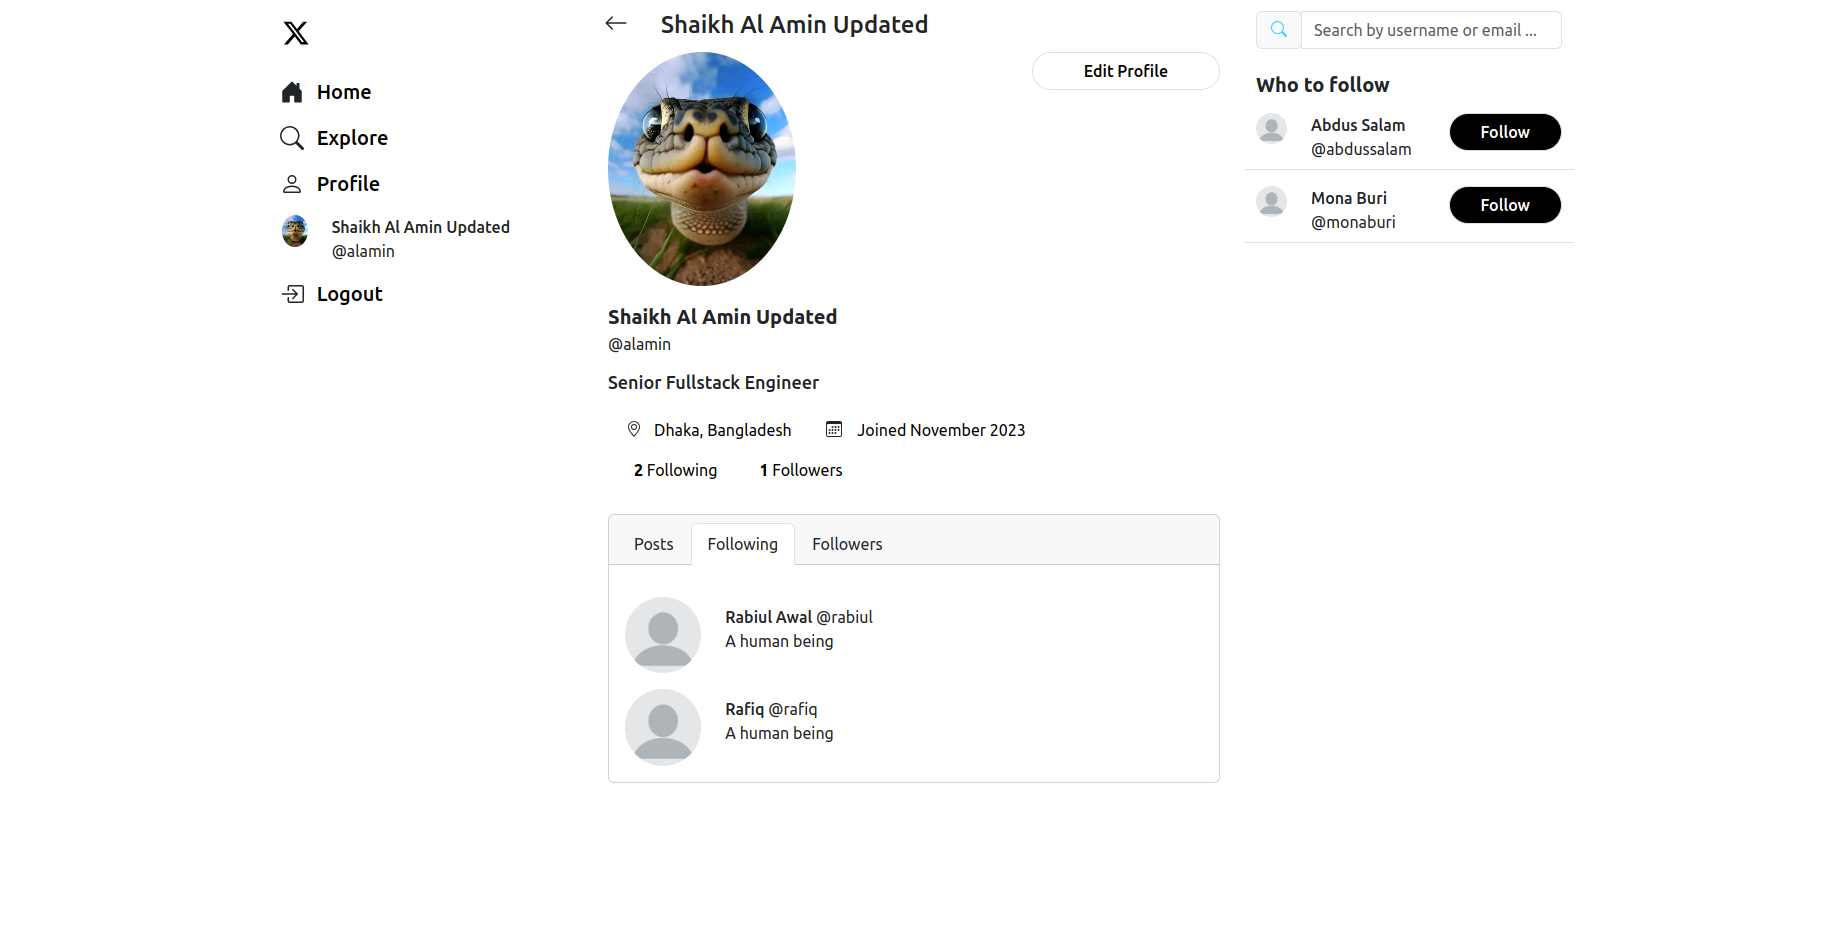 Home
Explore
Profile
Shaikh Al Amin Updated
@alamin
Logout
Shaikh Al Amin Updated
Edit Profile
Shaikh Al Amin Updated
@alamin
Senior Fullstack Engineer
Dhaka, Bangladesh Joined November 2023
2 Following 1 Followers
Posts Following Followers
Rabiul Awal @rabiul
A human being
Rafiq @rafiq
A human being
Search by username or email ...
Who to follow
Abdus Salam
@abdussalam
Follow
Mona Buri
@monaburi
Follow